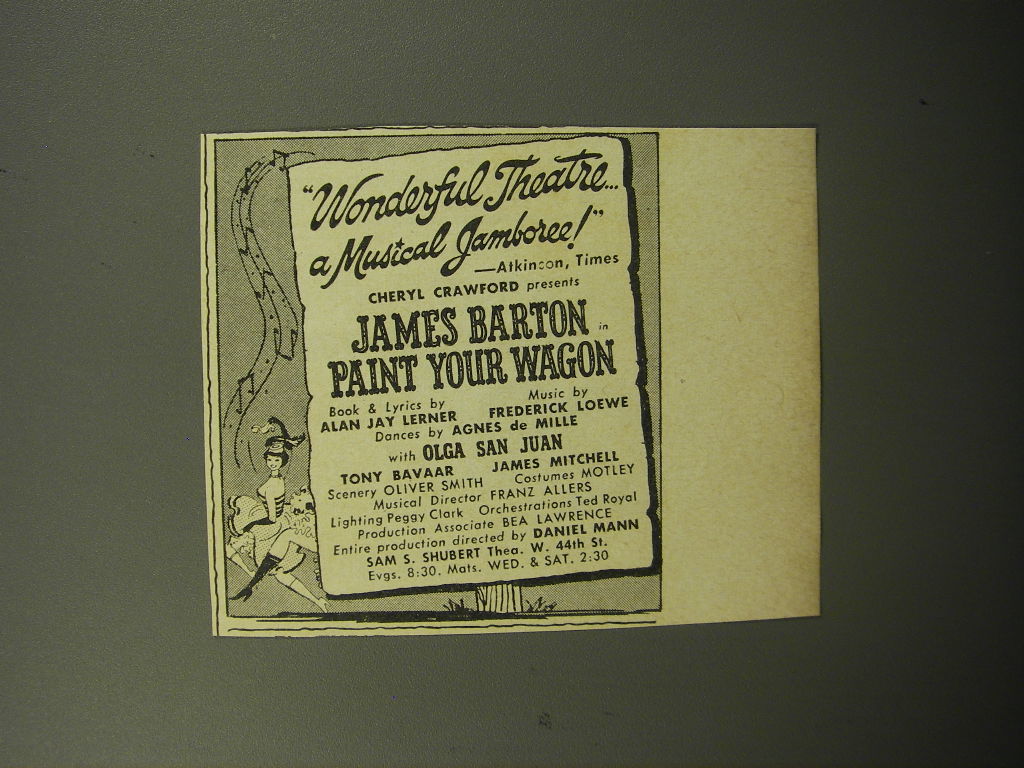 "Wonderful Theatre...
a Musical Jamboree!"
—Atkinson, Times
CHERYL CRAWFORD presents
JAMES BARTON in
PAINT YOUR WAGON
Book & Lyrics by Music by
ALAN JAY LERNER FREDERICK LOEWE
Dances by AGNES de MILLE
with OLGA SAN JUAN
TONY BAVAAR JAMES MITCHELL
Scenery OLIVER SMITH Costumes MOTLEY
Musical Director FRANZ ALLERS
Lighting Peggy Clark Orchestrations Ted Royal
Production Associate BEA LAWRENCE
Entire production directed by DANIEL MANN
SAM S. SHUBERT Thea. W. 44th St.
Evgs. 8:30. Mats. WED. & SAT. 2:30